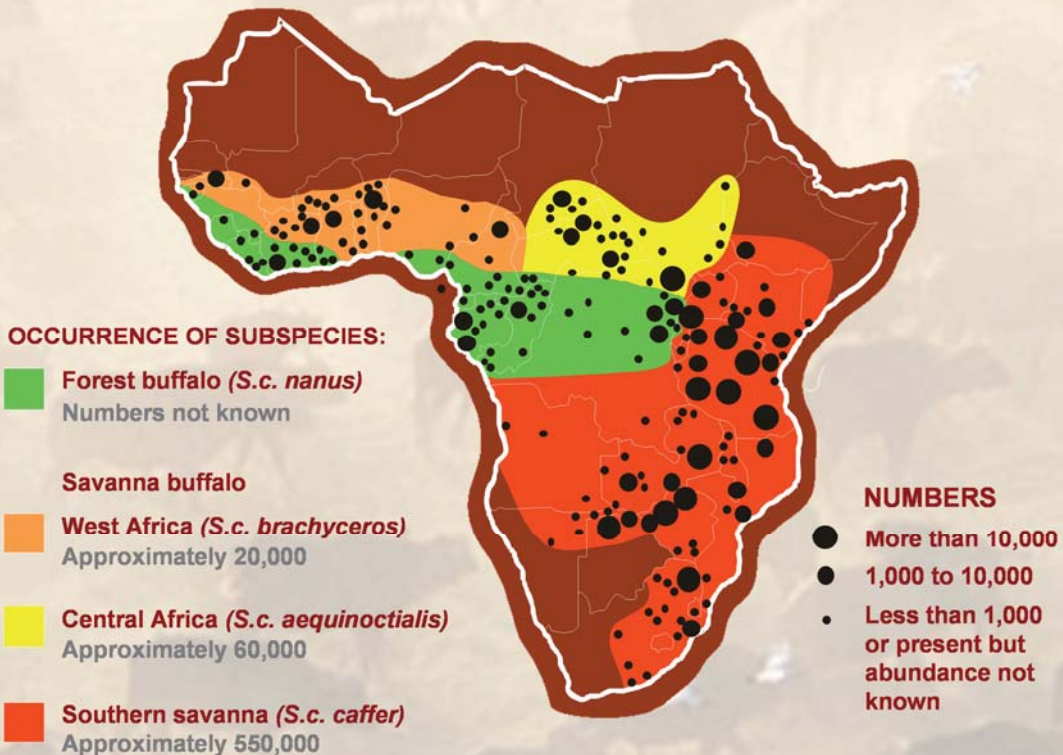 OCCURRENCE OF SUBSPECIES:
Forest buffalo (S.c. nanus)
Numbers not known
Savanna buffalo
West Africa (S.c. brachyceros)
Approximately 20,000
Central Africa (S.c. aequinoctialis)
Approximately 60,000
Southern savanna (S.c. caffer)
Approximately 550,000
NUMBERS
More than 10,000
1,000 to 10,000
Less than 1,000
or present but
abundance not
known